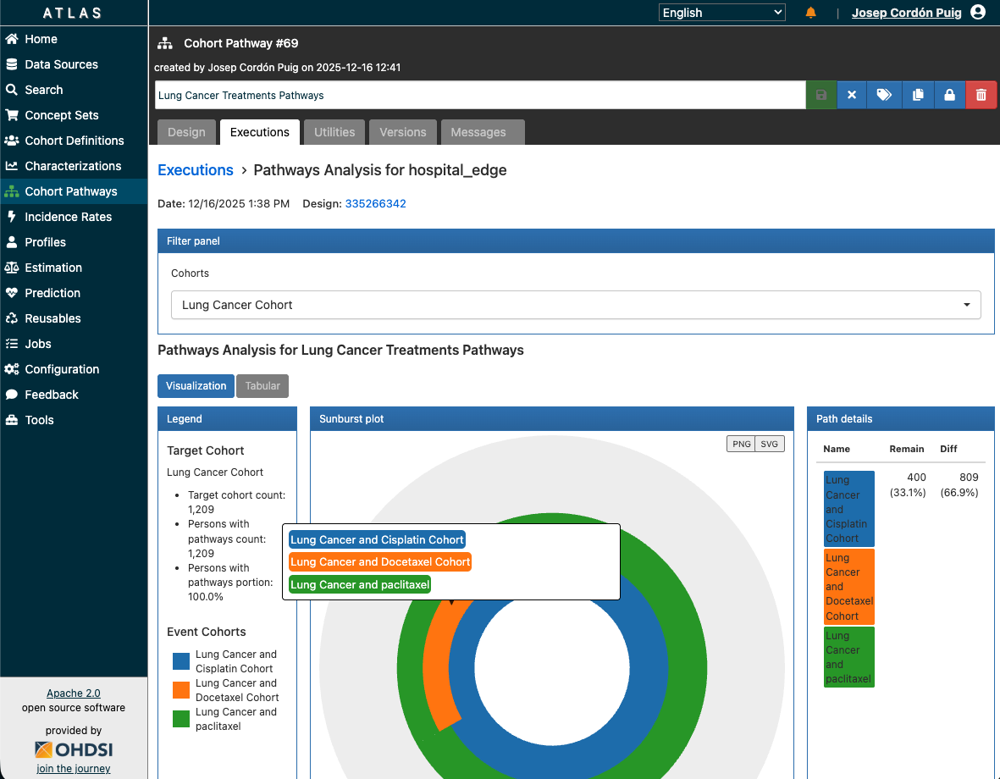 ATLAS
English
|
Josep Cordón Puig
Home
Data Sources
Search
Concept Sets
Cohort Definitions
Characterizations
Cohort Pathways
Incidence Rates
Profiles
Estimation
Prediction
Reusables
Jobs
Configuration
Feedback
Tools
Apache 2.0
open source software
provided by
OHDSI
join the journey
Cohort Pathway #69
created by Josep Cordón Puig on 2025-12-16 12:41
Lung Cancer Treatments Pathways
Design
Executions
Utilities
Versions
Messages
Executions › Pathways Analysis for hospital_edge
Date: 12/16/2025 1:38 PM Design: 335266342
Filter panel
Cohorts
Lung Cancer Cohort
Pathways Analysis for Lung Cancer Treatments Pathways
Visualization
Tabular
Legend
Target Cohort
Lung Cancer Cohort
• Target cohort count:
1,209
• Persons with
pathways count:
1,209
• Persons with
pathways portion:
100.0%
Event Cohorts
Lung Cancer and
Cisplatin Cohort
Lung Cancer and
Docetaxel Cohort
Lung Cancer and
paclitaxel
Sunburst plot
PNG SVG
Lung Cancer and Cisplatin Cohort
Lung Cancer and Docetaxel Cohort
Lung Cancer and paclitaxel
Path details
Name Remain Diff
Lung
Cancer
and
Cisplatin
Cohort
400
(33.1%)
809
(66.9%)
Lung
Cancer
and
Docetaxel
Cohort
Lung
Cancer
and
paclitaxel